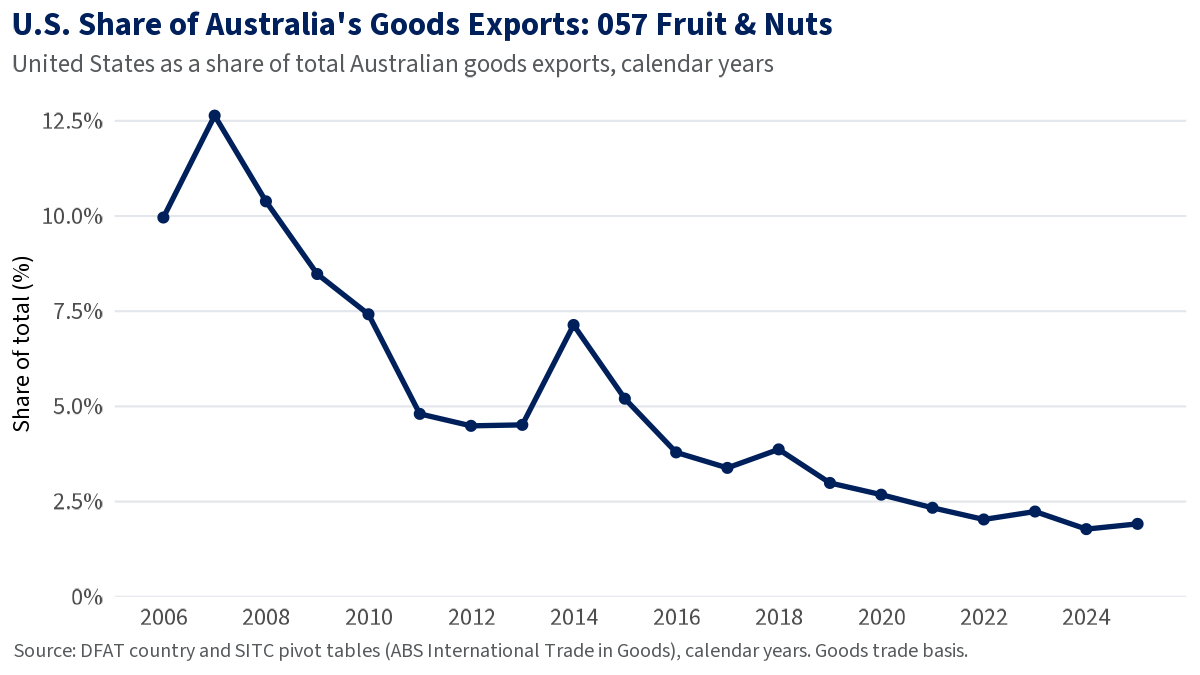 U.S. Share of Australia's Goods Exports: 057 Fruit & Nuts
United States as a share of total Australian goods exports, calendar years
Share of total (%)
12.5%
10.0%
7.5%
5.0%
2.5%
0%
2006 2008 2010 2012 2014 2016 2018 2020 2022 2024
Source: DFAT country and SITC pivot tables (ABS International Trade in Goods), calendar years. Goods trade basis.